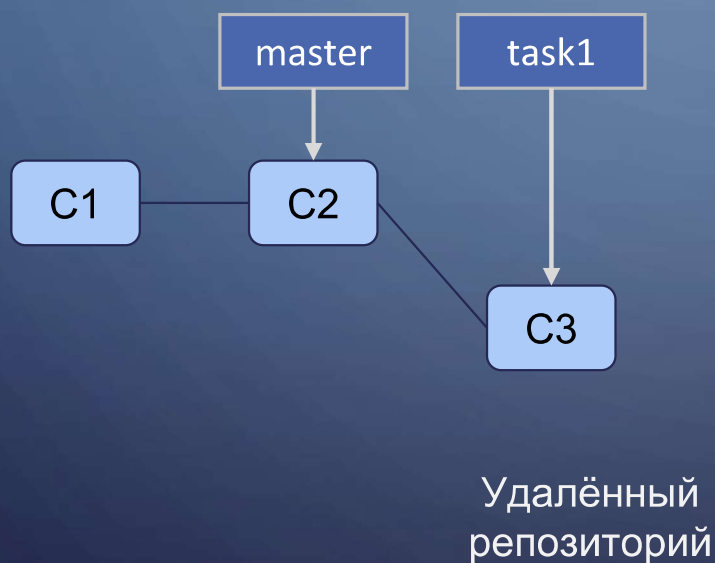 master
task1
C1
C2
C3
Удалённый
репозиторий